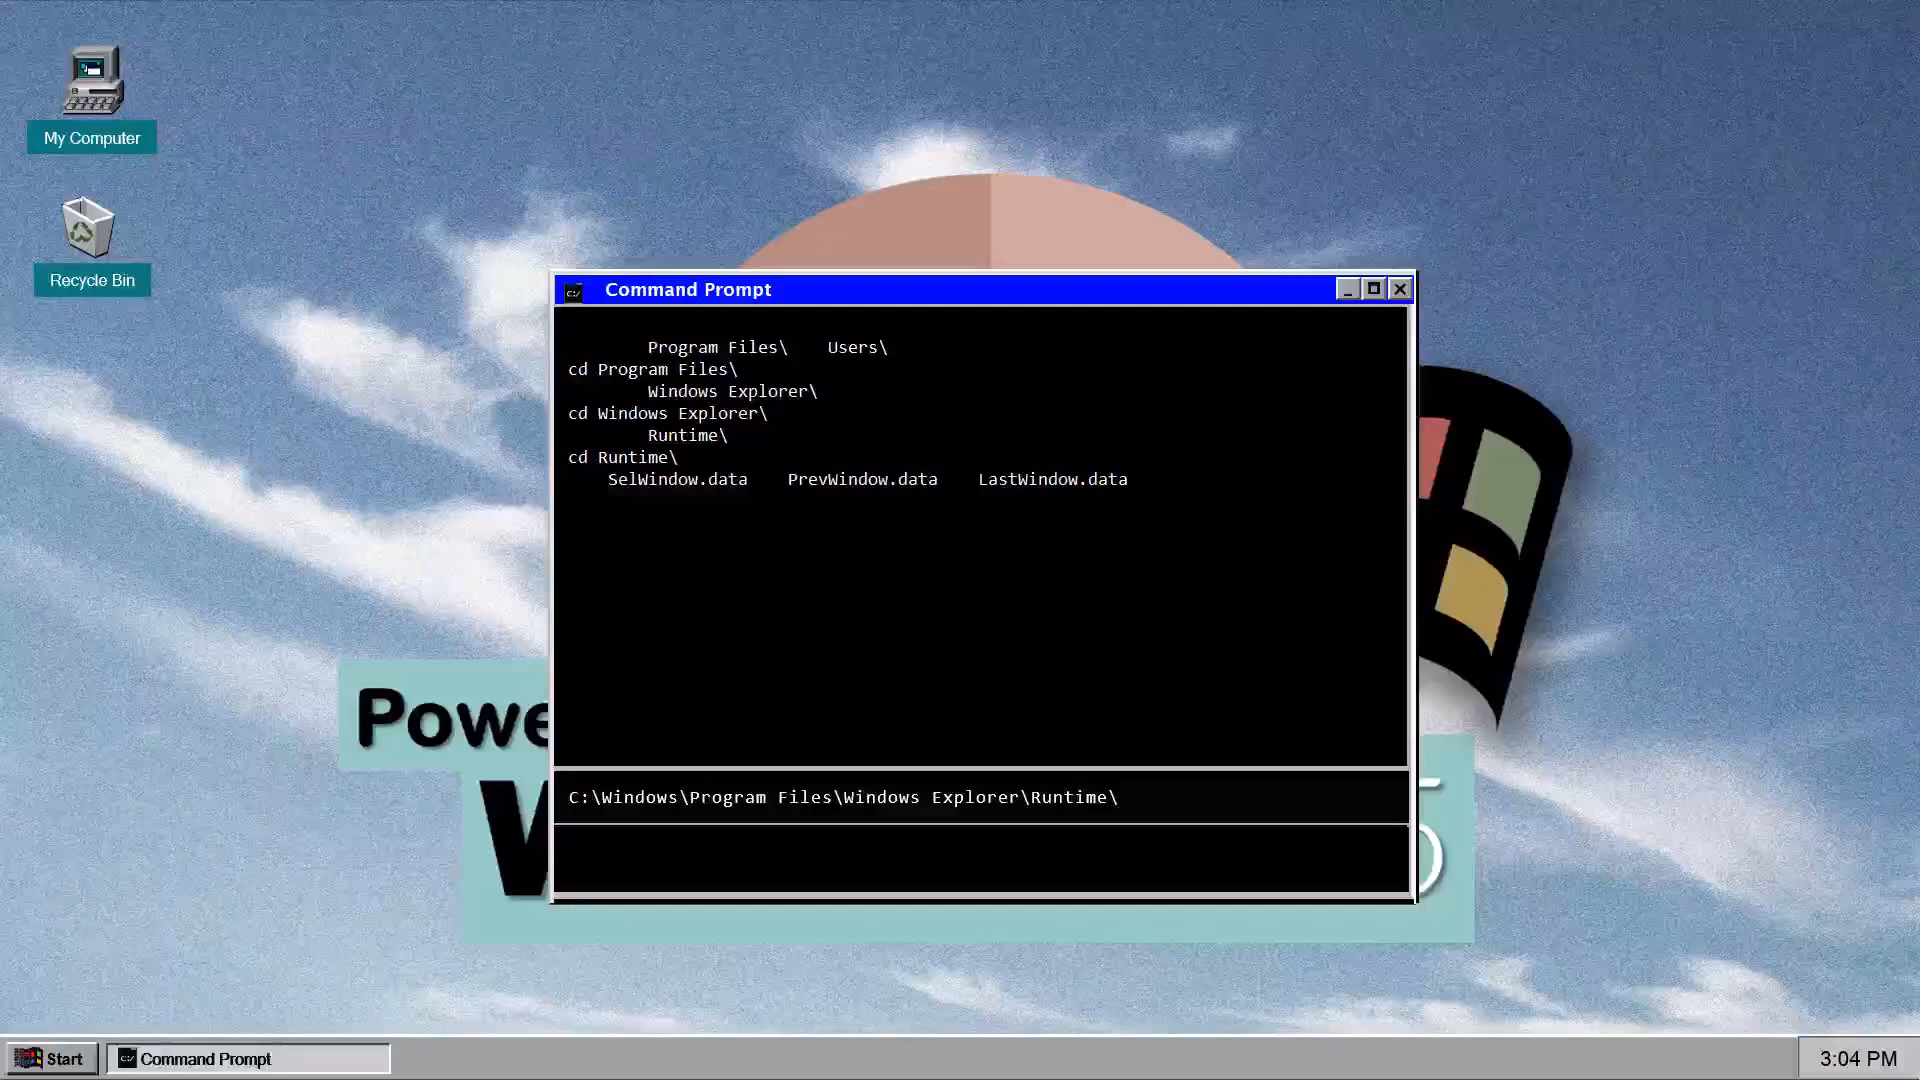 My Computer
Recycle Bin
Command Prompt
Program Files\ Users\
cd Program Files\
Windows Explorer\
cd Windows Explorer\
Runtime\
cd Runtime\
SelWindow.data PrevWindow.data LastWindow.data
C:\Windows\Program Files\Windows Explorer\Runtime\
Powe
W
5
Start
Command Prompt
3:04 PM